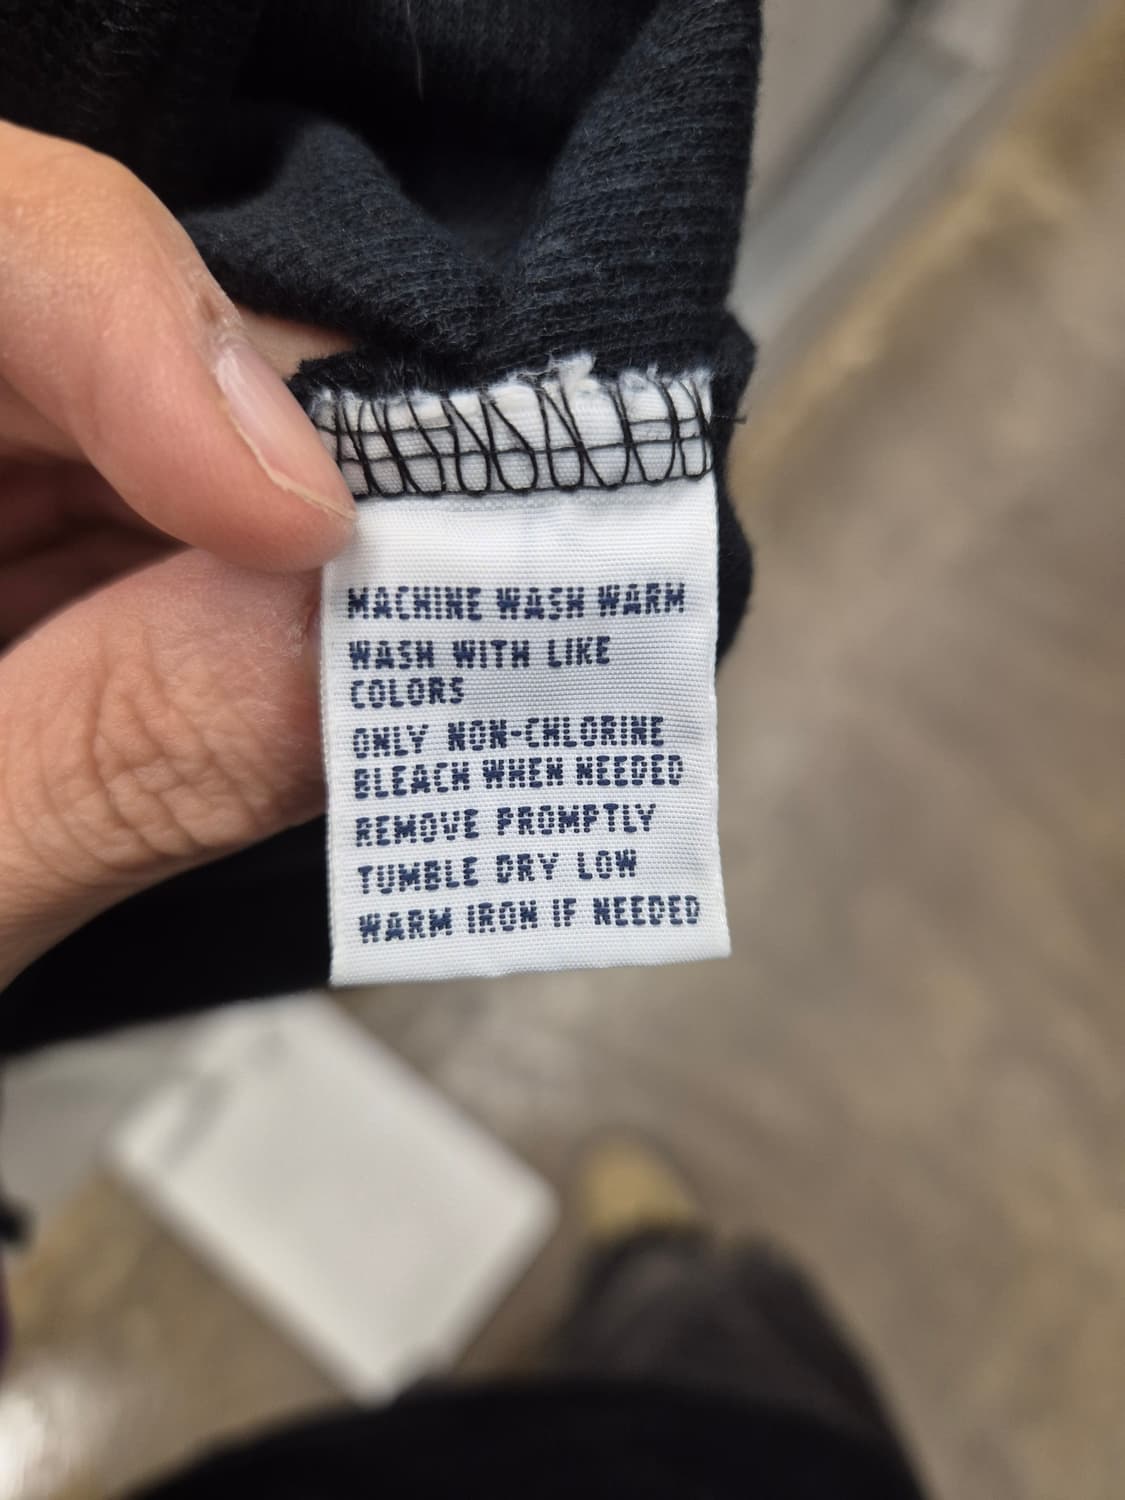 MACHINE WASH WARM
WASH WITH LIKE
COLORS
ONLY NON-CHLORINE
BLEACH WHEN NEEDED
REMOVE PROMPTLY
TUMBLE DRY LOW
WARM IRON IF NEEDED